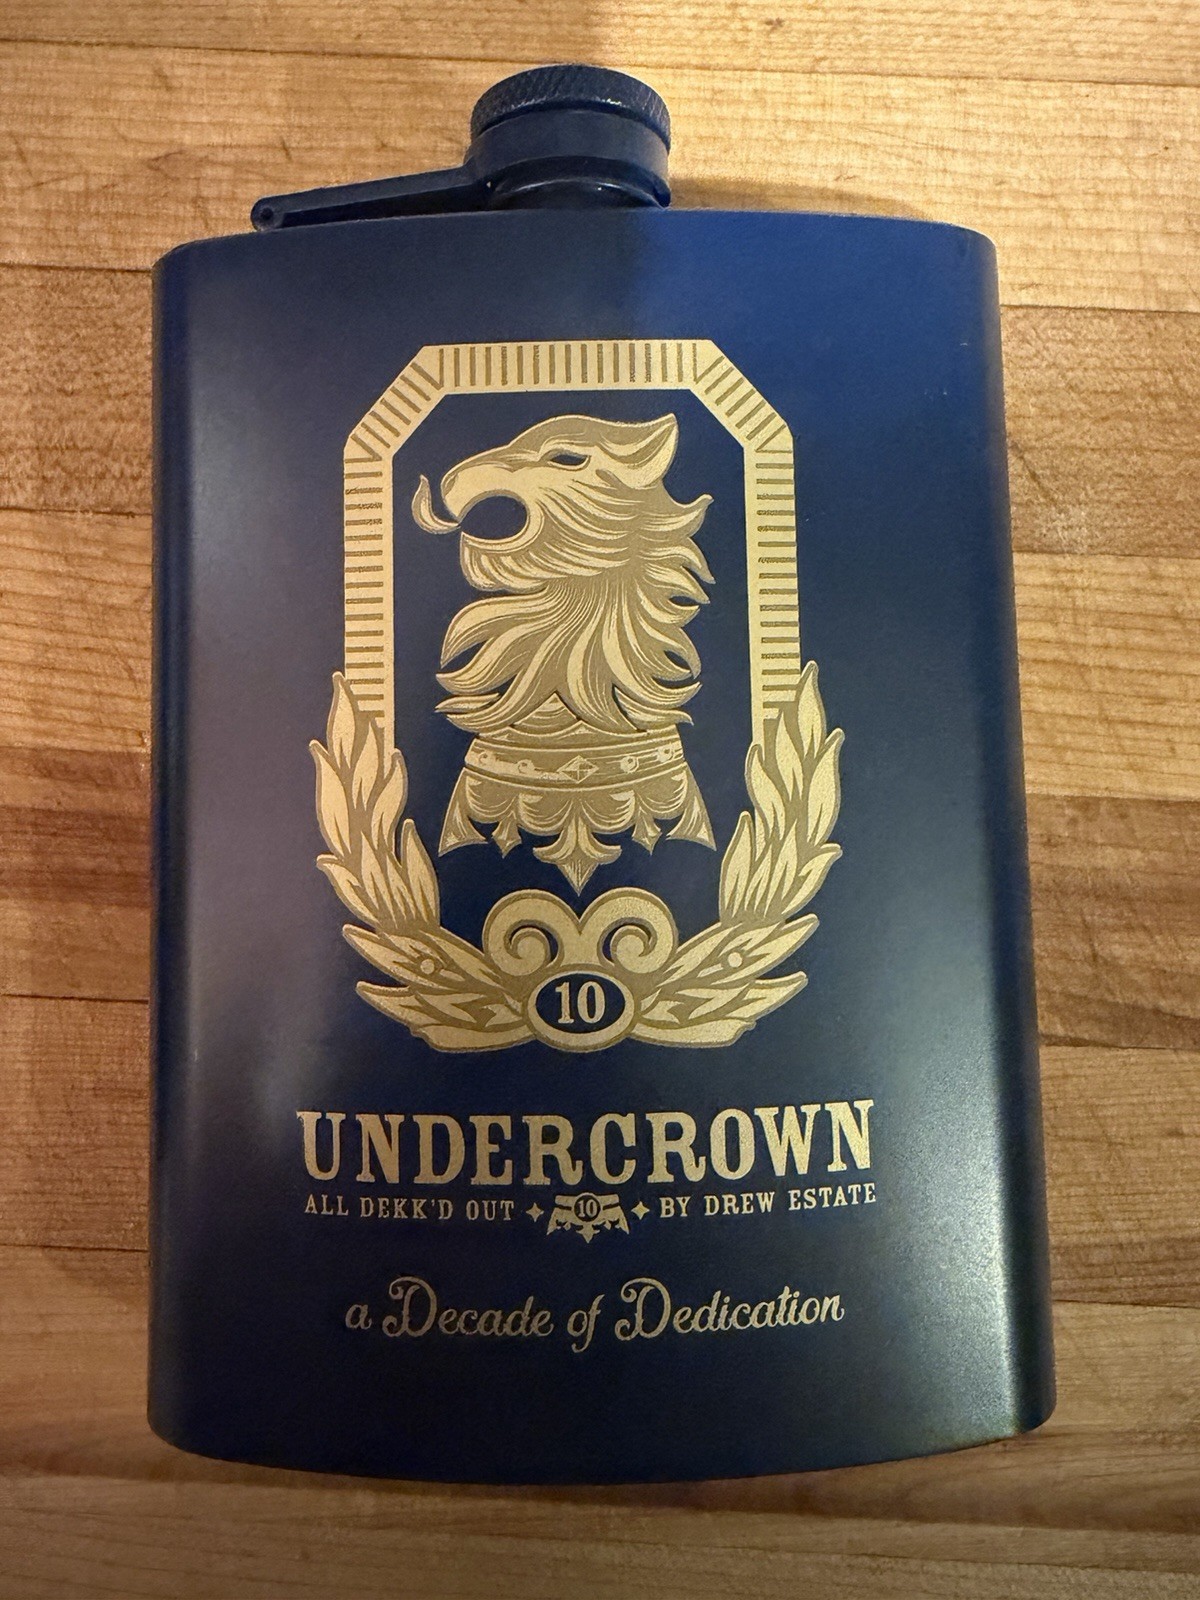 10
UNDERCROWN
ALL DEKK'D OUT 10 BY DREW ESTATE
a Decade of Dedication